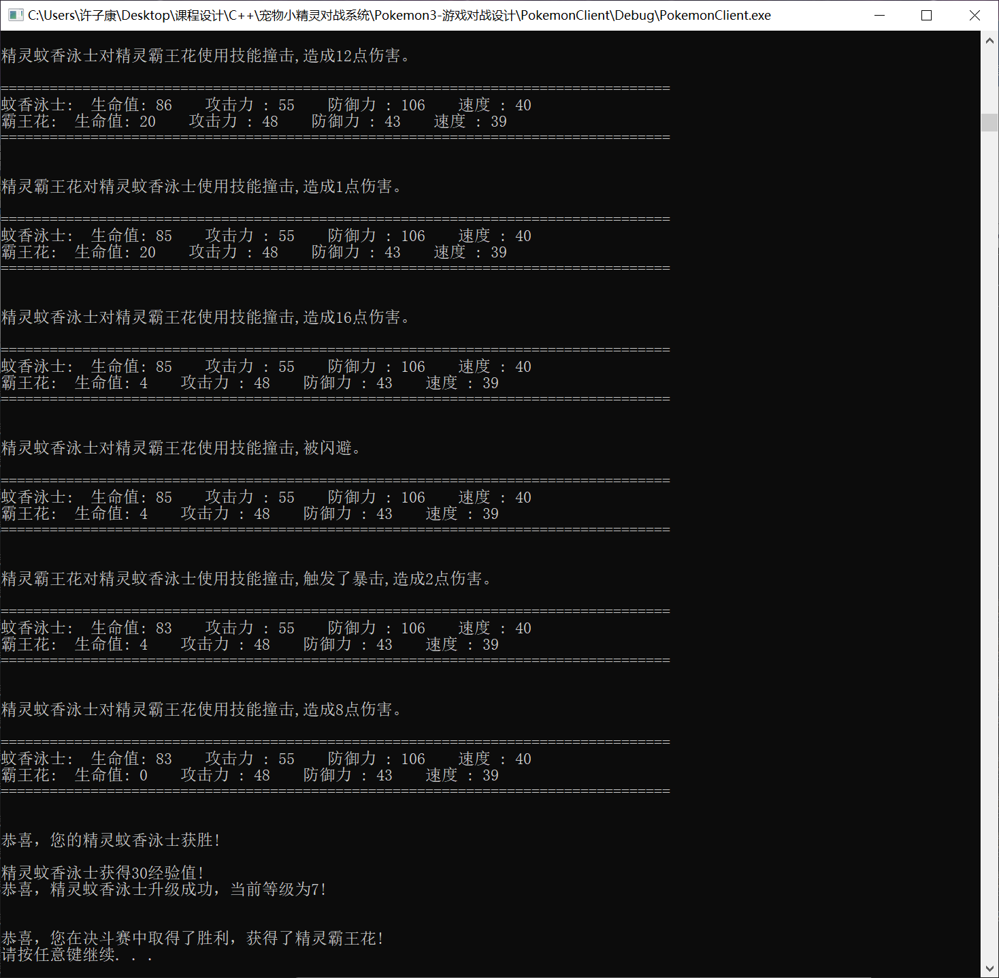 C:\Users\许子康\Desktop\课程设计\C++\宠物小精灵对战系统\Pokemon3-游戏对战设计\PokemonClient\Debug\PokemonClient.exe
精灵蚊香泳士对精灵霸王花使用技能撞击,造成12点伤害。
==================================================================================
蚊香泳士:  生命值: 86    攻击力 : 55    防御力 : 106    速度 : 40
霸王花:  生命值: 20    攻击力 : 48    防御力 : 43    速度 : 39
==================================================================================
精灵霸王花对精灵蚊香泳士使用技能撞击,造成1点伤害。
==================================================================================
蚊香泳士:  生命值: 85    攻击力 : 55    防御力 : 106    速度 : 40
霸王花:  生命值: 20    攻击力 : 48    防御力 : 43    速度 : 39
==================================================================================
精灵蚊香泳士对精灵霸王花使用技能撞击,造成16点伤害。
==================================================================================
蚊香泳士:  生命值: 85    攻击力 : 55    防御力 : 106    速度 : 40
霸王花:  生命值: 4    攻击力 : 48    防御力 : 43    速度 : 39
==================================================================================
精灵蚊香泳士对精灵霸王花使用技能撞击,被闪避。
==================================================================================
蚊香泳士:  生命值: 85    攻击力 : 55    防御力 : 106    速度 : 40
霸王花:  生命值: 4    攻击力 : 48    防御力 : 43    速度 : 39
==================================================================================
精灵霸王花对精灵蚊香泳士使用技能撞击,触发了暴击,造成2点伤害。
==================================================================================
蚊香泳士:  生命值: 83    攻击力 : 55    防御力 : 106    速度 : 40
霸王花:  生命值: 4    攻击力 : 48    防御力 : 43    速度 : 39
==================================================================================
精灵蚊香泳士对精灵霸王花使用技能撞击,造成8点伤害。
==================================================================================
蚊香泳士:  生命值: 83    攻击力 : 55    防御力 : 106    速度 : 40
霸王花:  生命值: 0    攻击力 : 48    防御力 : 43    速度 : 39
==================================================================================
恭喜，您的精灵蚊香泳士获胜!
精灵蚊香泳士获得30经验值!
恭喜，精灵蚊香泳士升级成功，当前等级为7!
恭喜，您在决斗赛中取得了胜利，获得了精灵霸王花!
请按任意键继续. . .